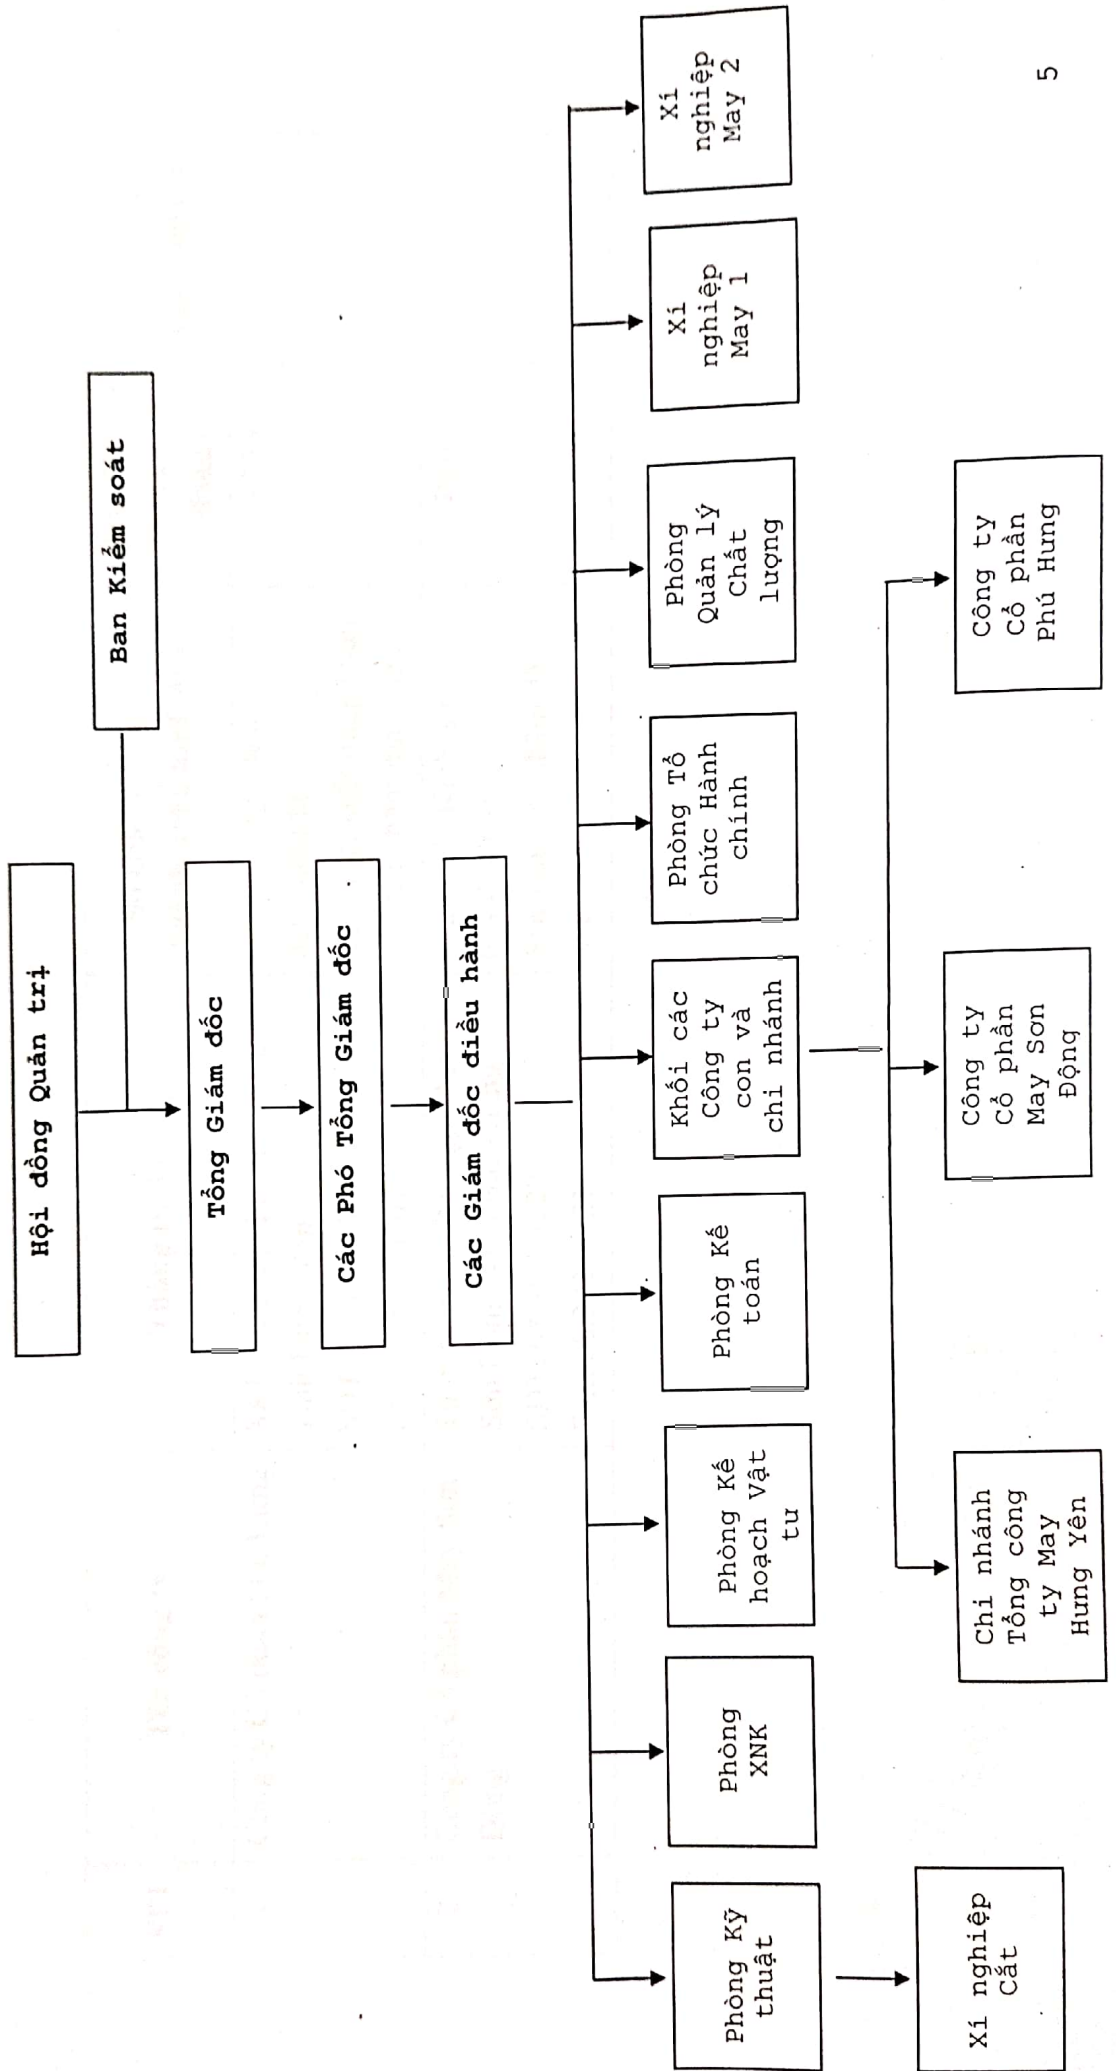 Hội đồng Quản trị
Ban Kiểm soát
Tổng Giám đốc
Các Phó Tổng Giám đốc
Các Giám đốc điều hành
Phòng Kỹ
thuật
Phòng
XNK
Phòng Kế
hoạch Vật
tu
Phòng Kế
toán
Khối các
Công ty
con và
chi nhánh
Phòng Tổ
chức Hành
chính
Phòng
Quản lý
Chất
lượng
Xí
nghiệp
May 1
Xí
nghiệp
May 2
Xí nghiệp
Cắt
Chi nhánh
Tổng công
ty May
Hung Yên
Công ty
Cổ phần
May Sơn
Động
Công ty
Cổ phần
Phú Hung
5